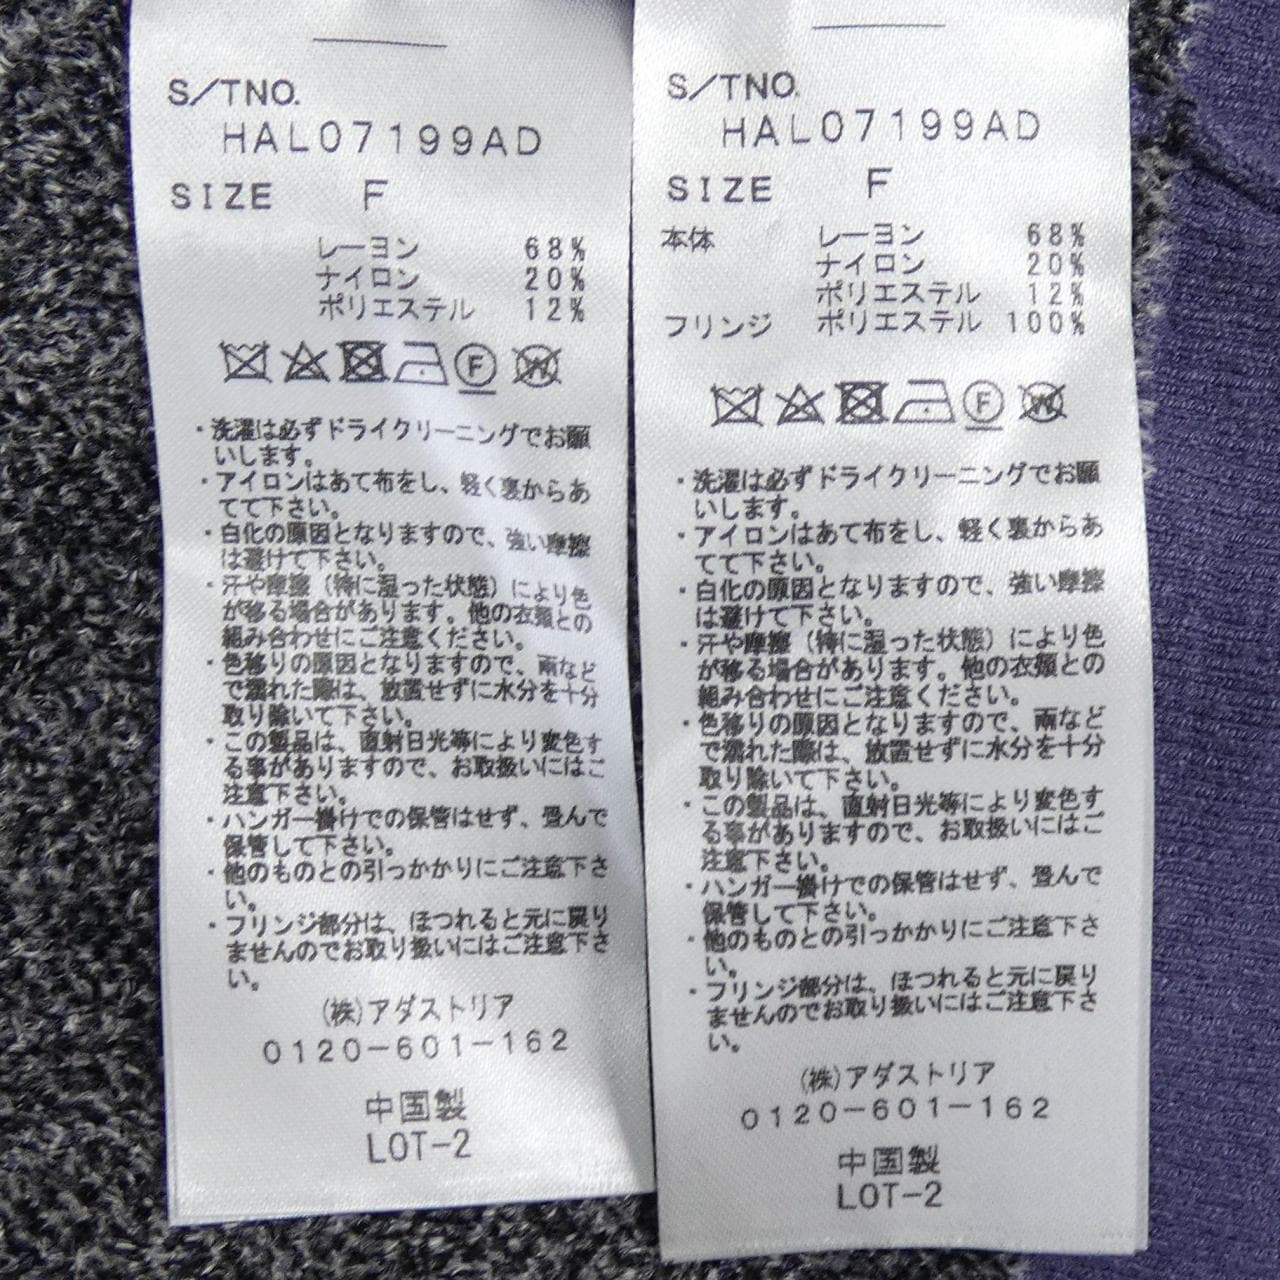 S/TNO.
HAL07199AD
SIZE F
レーヨン 68%
ナイロン 20%
ポリエステル 12%
F
W
・洗濯は必ずドライクリーニングでお願
いします。
・アイロンはあて布をし、軽く裏からあ
てて下さい。
・白化の原因となりますので、強い摩擦
は避けて下さい。
・汗や摩擦(特に湿った状態)により色
が移る場合があります。他の衣類との
組み合わせにご注意ください。
・色移りの原因となりますので、雨など
で濡れた際は、放置せずに水分を十分
取り除いて下さい。
・この製品は、直射日光等により変色す
る事がありますので、お取扱いにはご
注意下さい。
・ハンガー掛けでの保管はせず、畳んで
保管して下さい。
・他のものとの引っかかりにご注意下さ
い。
・フリンジ部分は、ほつれると元に戻り
ませんのでお取り扱いにはご注意下さ
い。
(株)アダストリア
0120-601-162
中国製
LOT-2
S/TNO.
HAL07199AD
SIZE F
本体 レーヨン 68%
ナイロン 20%
ポリエステル 12%
フリンジ ポリエステル 100%
F
W
・洗濯は必ずドライクリーニングでお願
いします。
・アイロンはあて布をし、軽く裏からあ
てて下さい。
・白化の原因となりますので、強い摩擦
は避けて下さい。
・汗や摩擦(特に湿った状態)により色
が移る場合があります。他の衣類との
組み合わせにご注意ください。
・色移りの原因となりますので、雨など
で濡れた際は、放置せずに水分を十分
取り除いて下さい。
・この製品は、直射日光等により変色す
る事がありますので、お取扱いにはご
注意下さい。
・ハンガー掛けでの保管はせず、畳んで
保管して下さい。
・他のものとの引っかかりにご注意下さ
い。
・フリンジ部分は、ほつれると元に戻り
ませんのでお取り扱いにはご注意下さ
い。
(株)アダストリア
0120-601-162
中国製
LOT-2